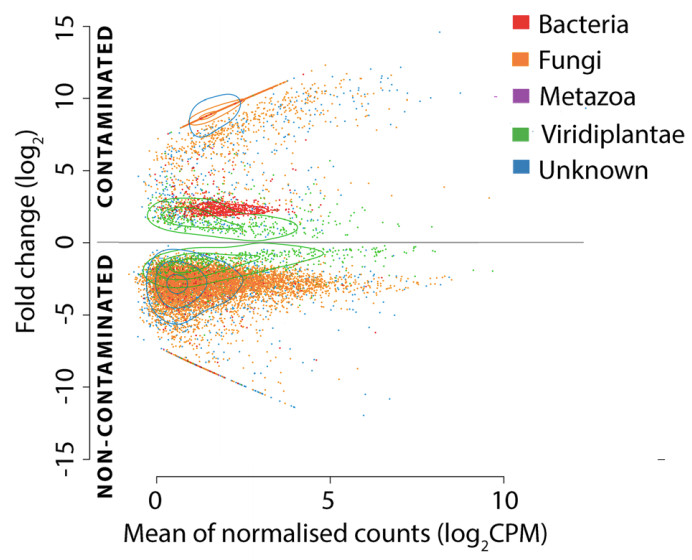 15
10
5
0
-5
-10
-15
Fold change (log2)
CONTAMINATED
NON-CONTAMINATED
Bacteria
Fungi
Metazoa
Viridiplantae
Unknown
0
5
10
Mean of normalised counts (log2CPM)